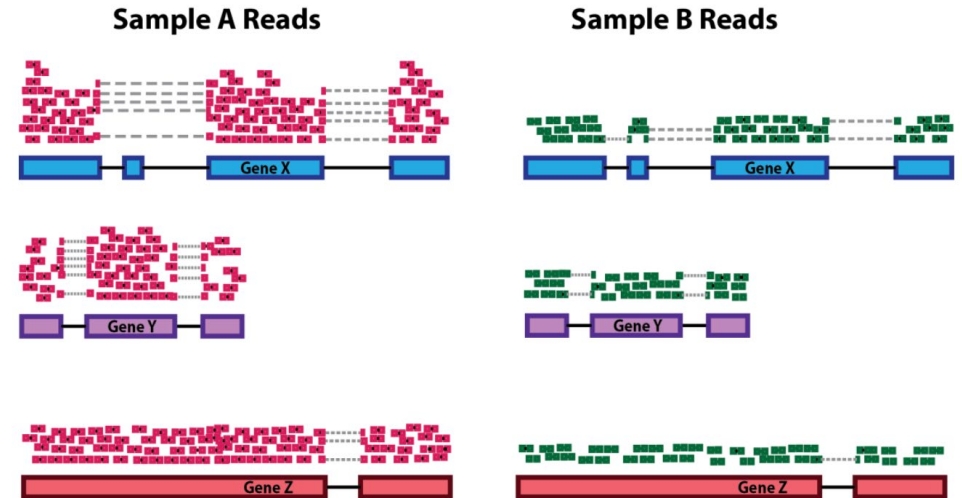 Sample A Reads
Sample B Reads
Gene X
Gene X
Gene Y
Gene Y
Gene Z
Gene Z